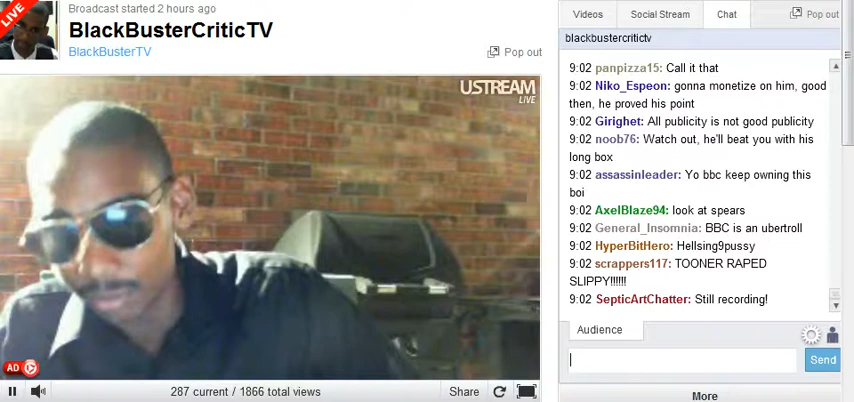 LIVE
Broadcast started 2 hours ago
BlackBusterCriticTV
BlackBusterTV
Pop out
USTREAM
LIVE
AD
287 current / 1866 total views
Share
Videos
Social Stream
Chat
Pop out
blackbustercritictv
9:02 panpizza15: Call it that
9:02 Niko_Espeon: gonna monetize on him, good
then, he proved his point
9:02 Girighet: All publicity is not good publicity
9:02 noob76: Watch out, he'll beat you with his
long box
9:02 assassinleader: Yo bbc keep owning this
boi
9:02 AxelBlaze94: look at spears
9:02 General_Insomnia: BBC is an ubertroll
9:02 HyperBitHero: Hellsing9pussy
9:02 scrappers117: TOONER RAPED
SLIPPY!!!!!!
9:02 SepticArtChatter: Still recording!
Audience
Send
More